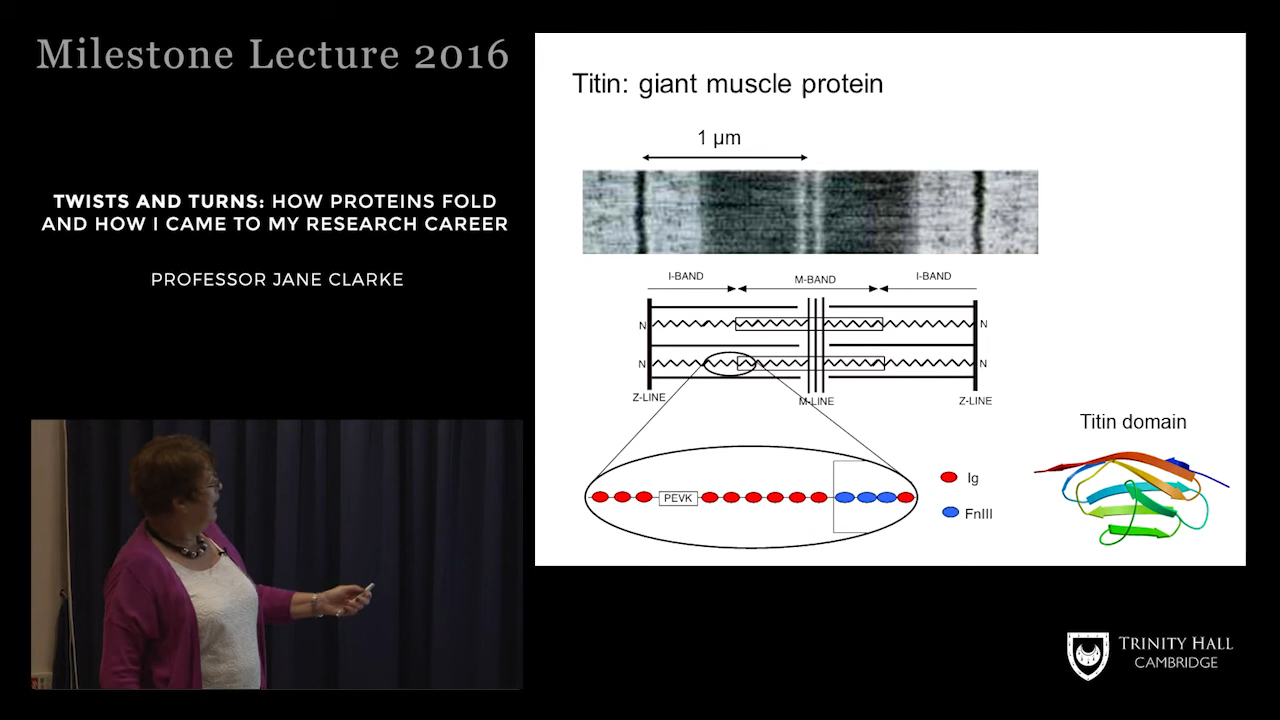 Milestone Lecture 2016
TWISTS AND TURNS: HOW PROTEINS FOLD
AND HOW I CAME TO MY RESEARCH CAREER
PROFESSOR JANE CLARKE
Titin: giant muscle protein
1 µm
I-BAND
M-BAND
I-BAND
N
N
N
N
Z-LINE
M-LINE
Z-LINE
PEVK
Ig
FnIII
Titin domain
TRINITY HALL
CAMBRIDGE